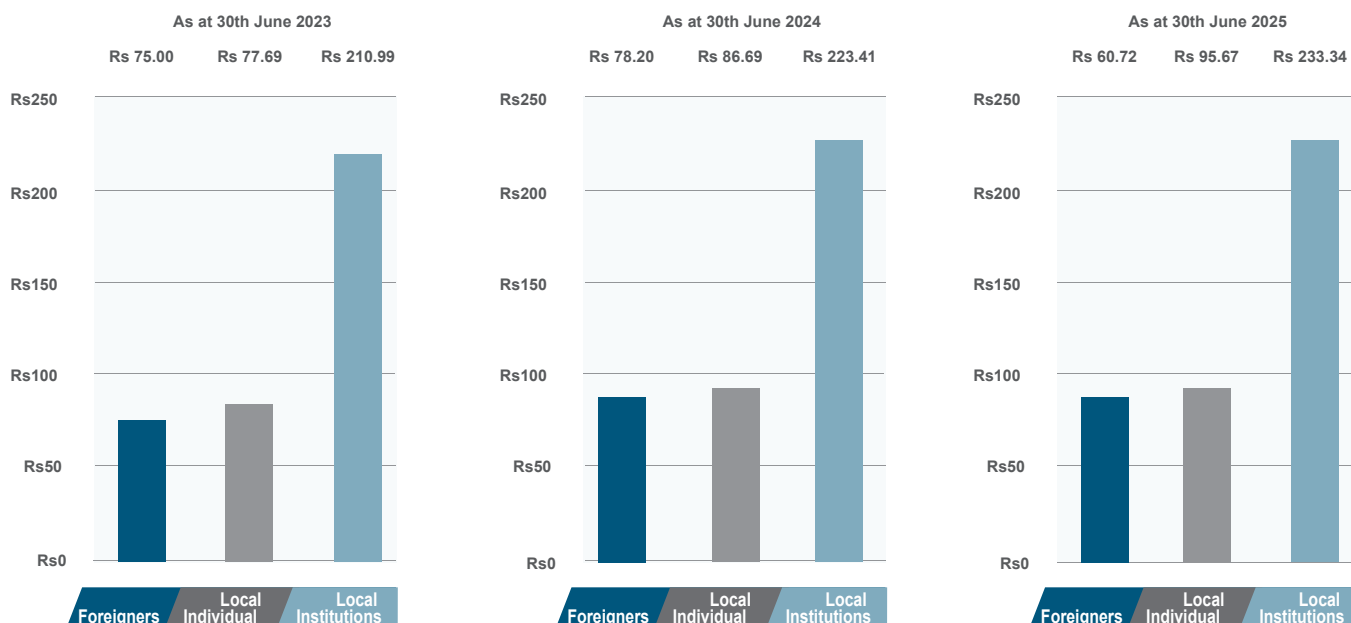 As at 30th June 2023
Rs 75.00 Rs 77.69 Rs 210.99
Rs250
Rs200
Rs150
Rs100
Rs50
Rs0
Foreigners
Local
Individual
Local
Institutions
As at 30th June 2024
Rs 78.20 Rs 86.69 Rs 223.41
Rs250
Rs200
Rs150
Rs100
Rs50
Rs0
Foreigners
Local
Individual
Local
Institutions
As at 30th June 2025
Rs 60.72 Rs 95.67 Rs 233.34
Rs250
Rs200
Rs150
Rs100
Rs50
Rs0
Foreigners
Local
Individual
Local
Institutions